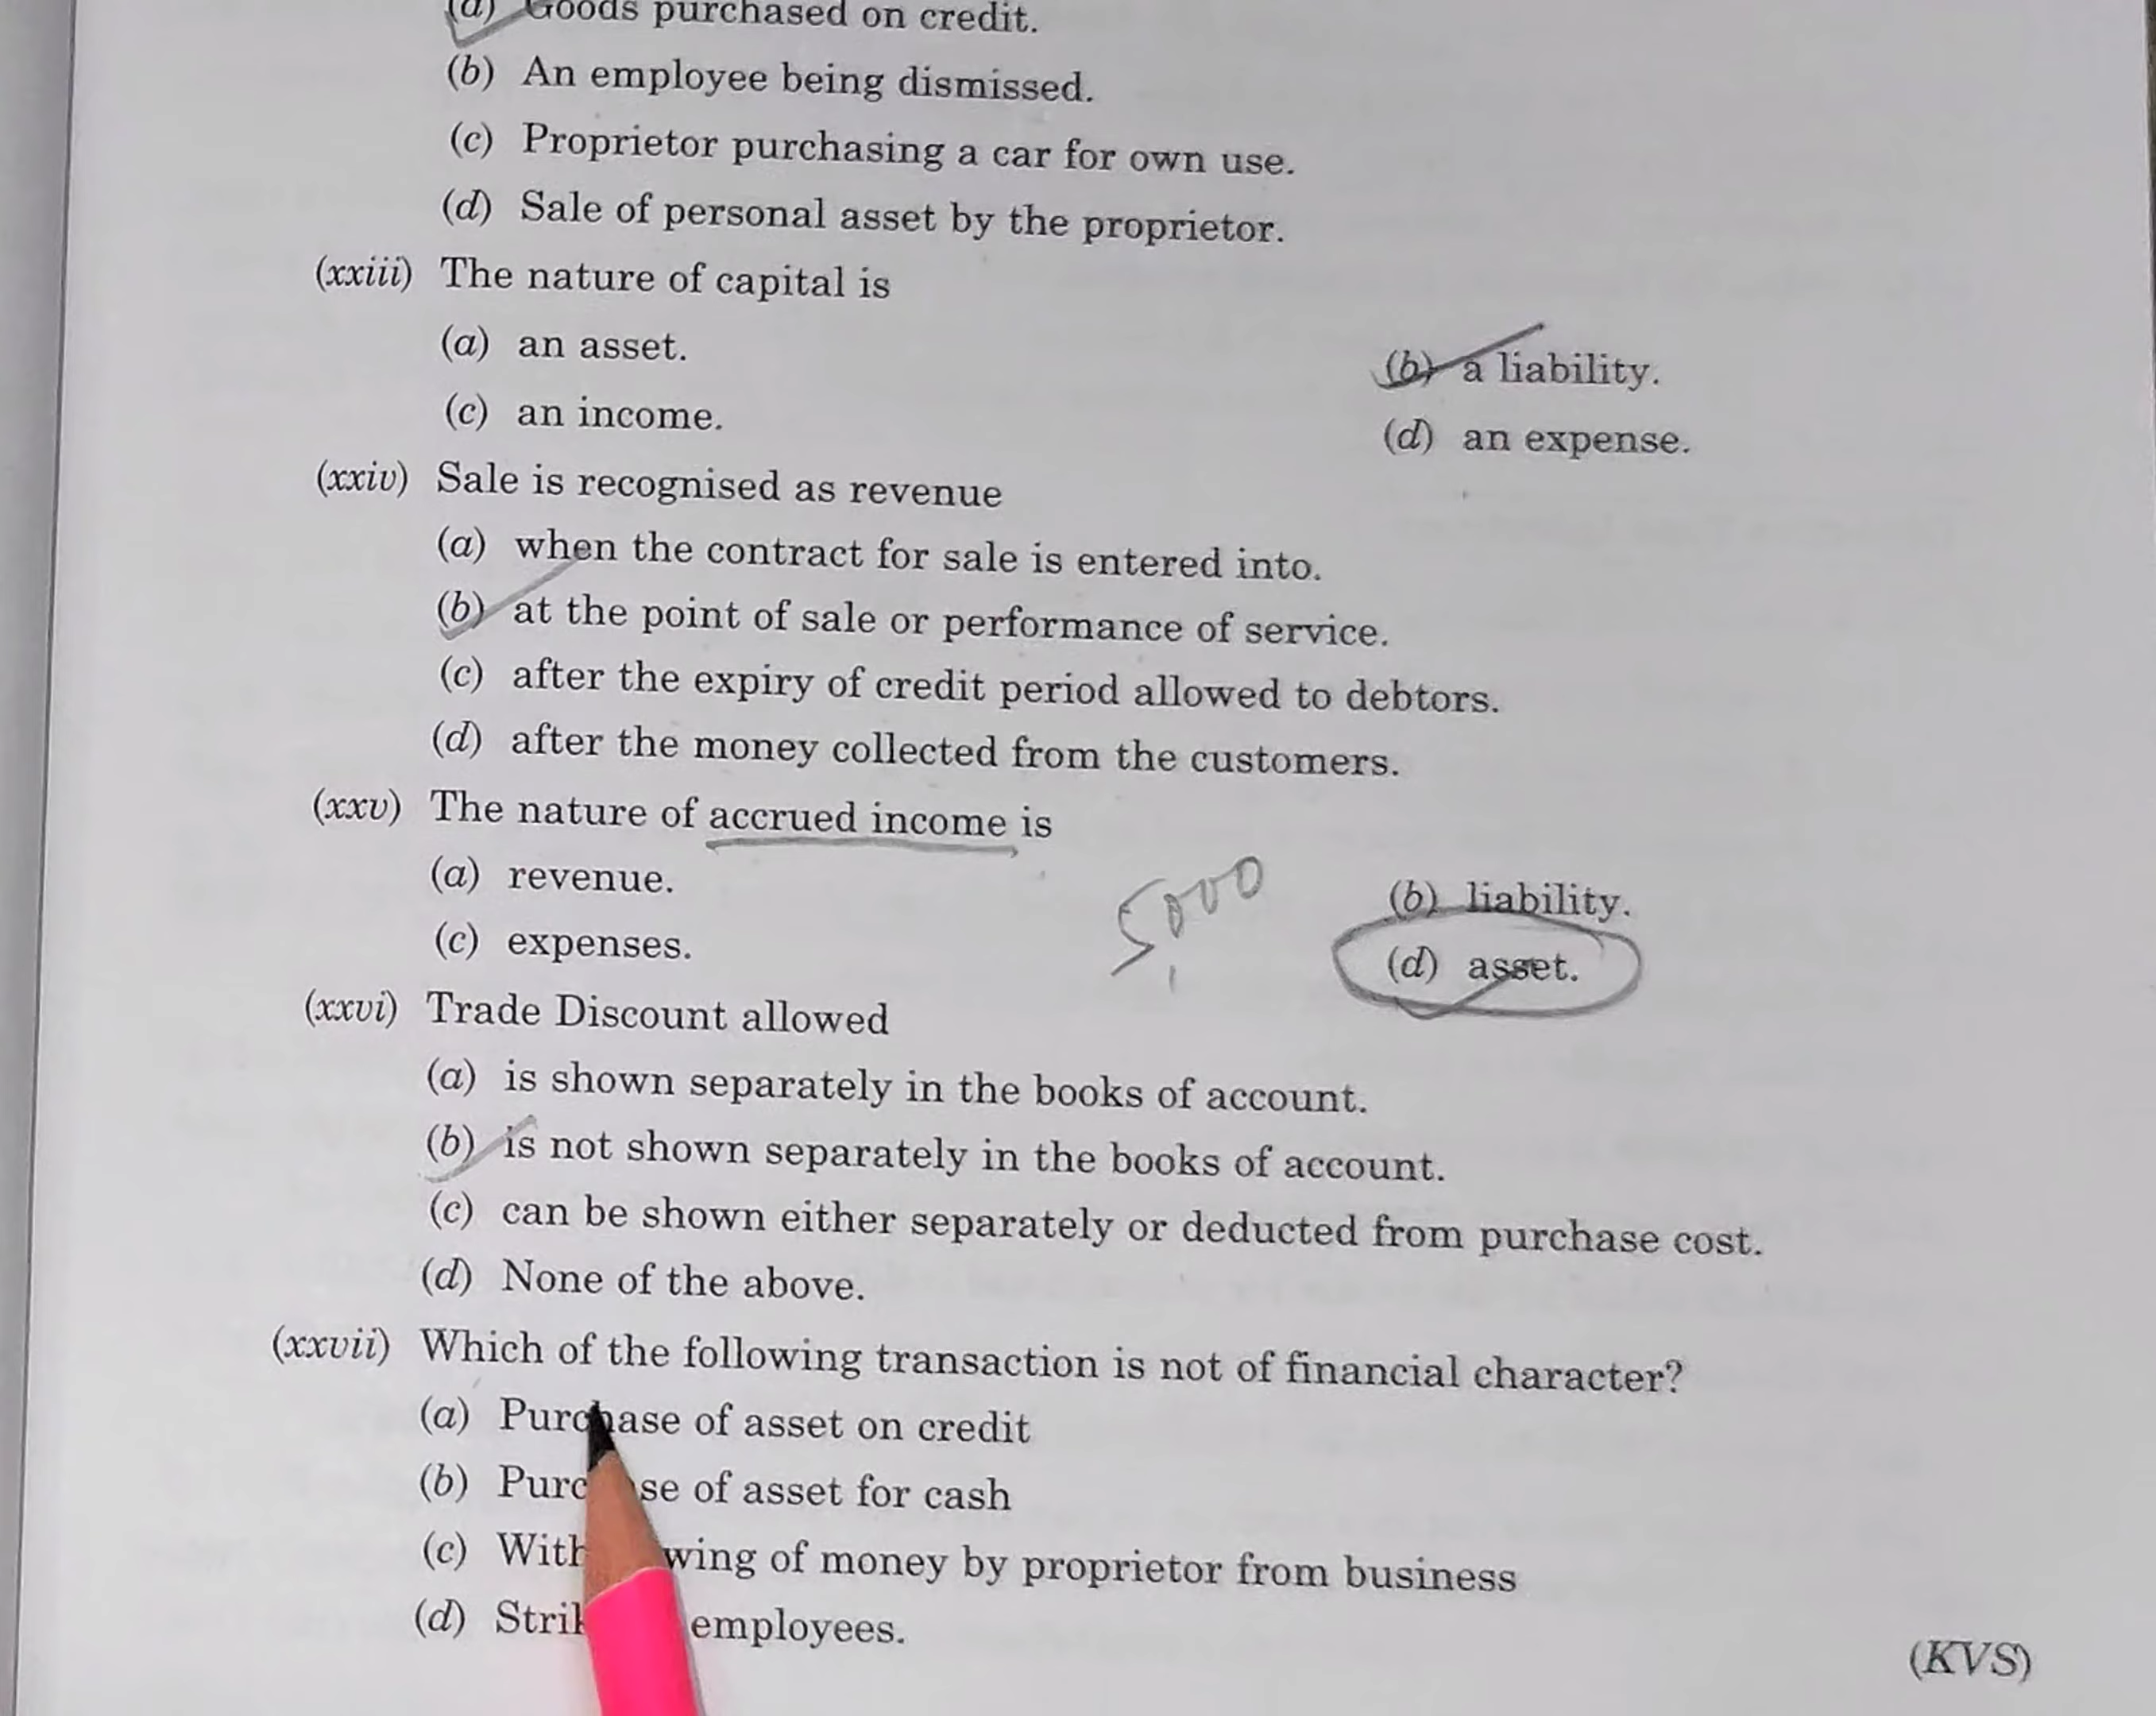 (a) Goods purchased on credit.
(b) An employee being dismissed.
(c) Proprietor purchasing a car for own use.
(d) Sale of personal asset by the proprietor.
(xxiii) The nature of capital is
(a) an asset. (b) a liability.
(c) an income. (d) an expense.
(xxiv) Sale is recognised as revenue
(a) when the contract for sale is entered into.
(b) at the point of sale or performance of service.
(c) after the expiry of credit period allowed to debtors.
(d) after the money collected from the customers.
(xxv) The nature of accrued income is
(a) revenue. (b) liability.
5000
(c) expenses. (d) asset.
(xxvi) Trade Discount allowed
(a) is shown separately in the books of account.
(b) is not shown separately in the books of account.
(c) can be shown either separately or deducted from purchase cost.
(d) None of the above.
(xxvii) Which of the following transaction is not of financial character?
(a) Purchase of asset on credit
(b) Purchase of asset for cash
(c) wing of money by proprietor from business
(d) employees.
(KVS)